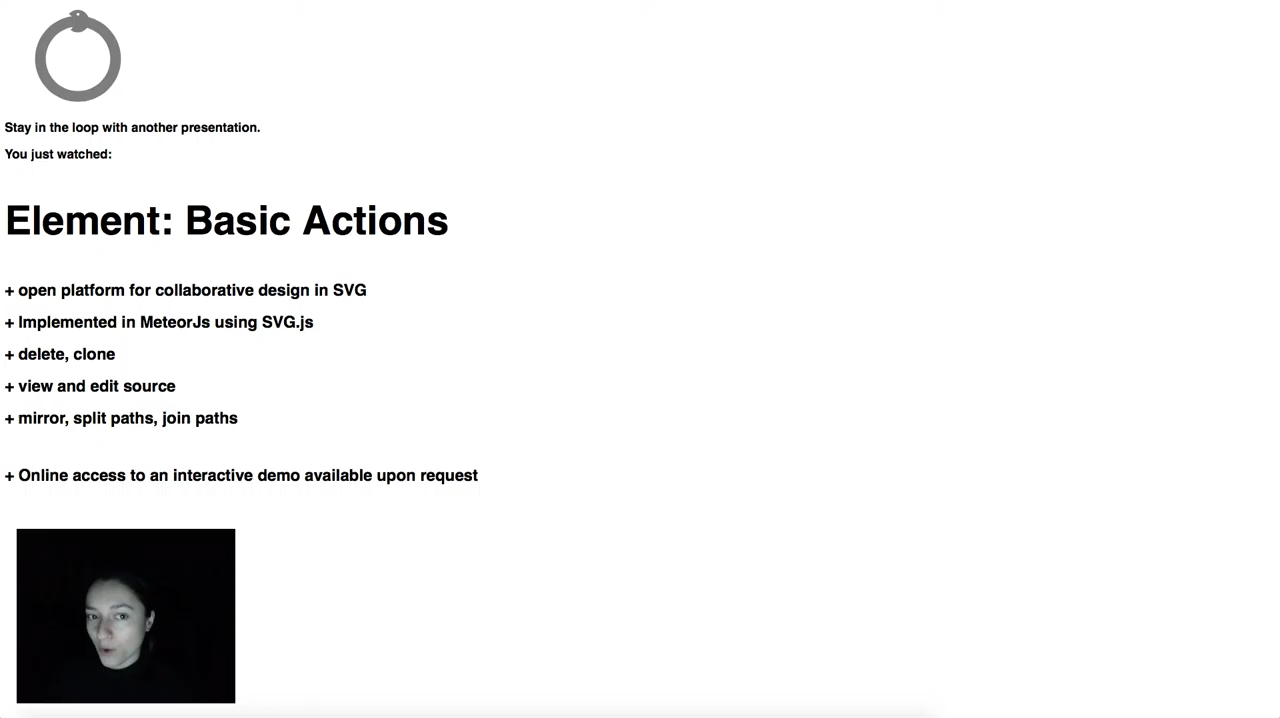 Stay in the loop with another presentation.
You just watched:
Element: Basic Actions
+ open platform for collaborative design in SVG
+ Implemented in MeteorJs using SVG.js
+ delete, clone
+ view and edit source
+ mirror, split paths, join paths
+ Online access to an interactive demo available upon request